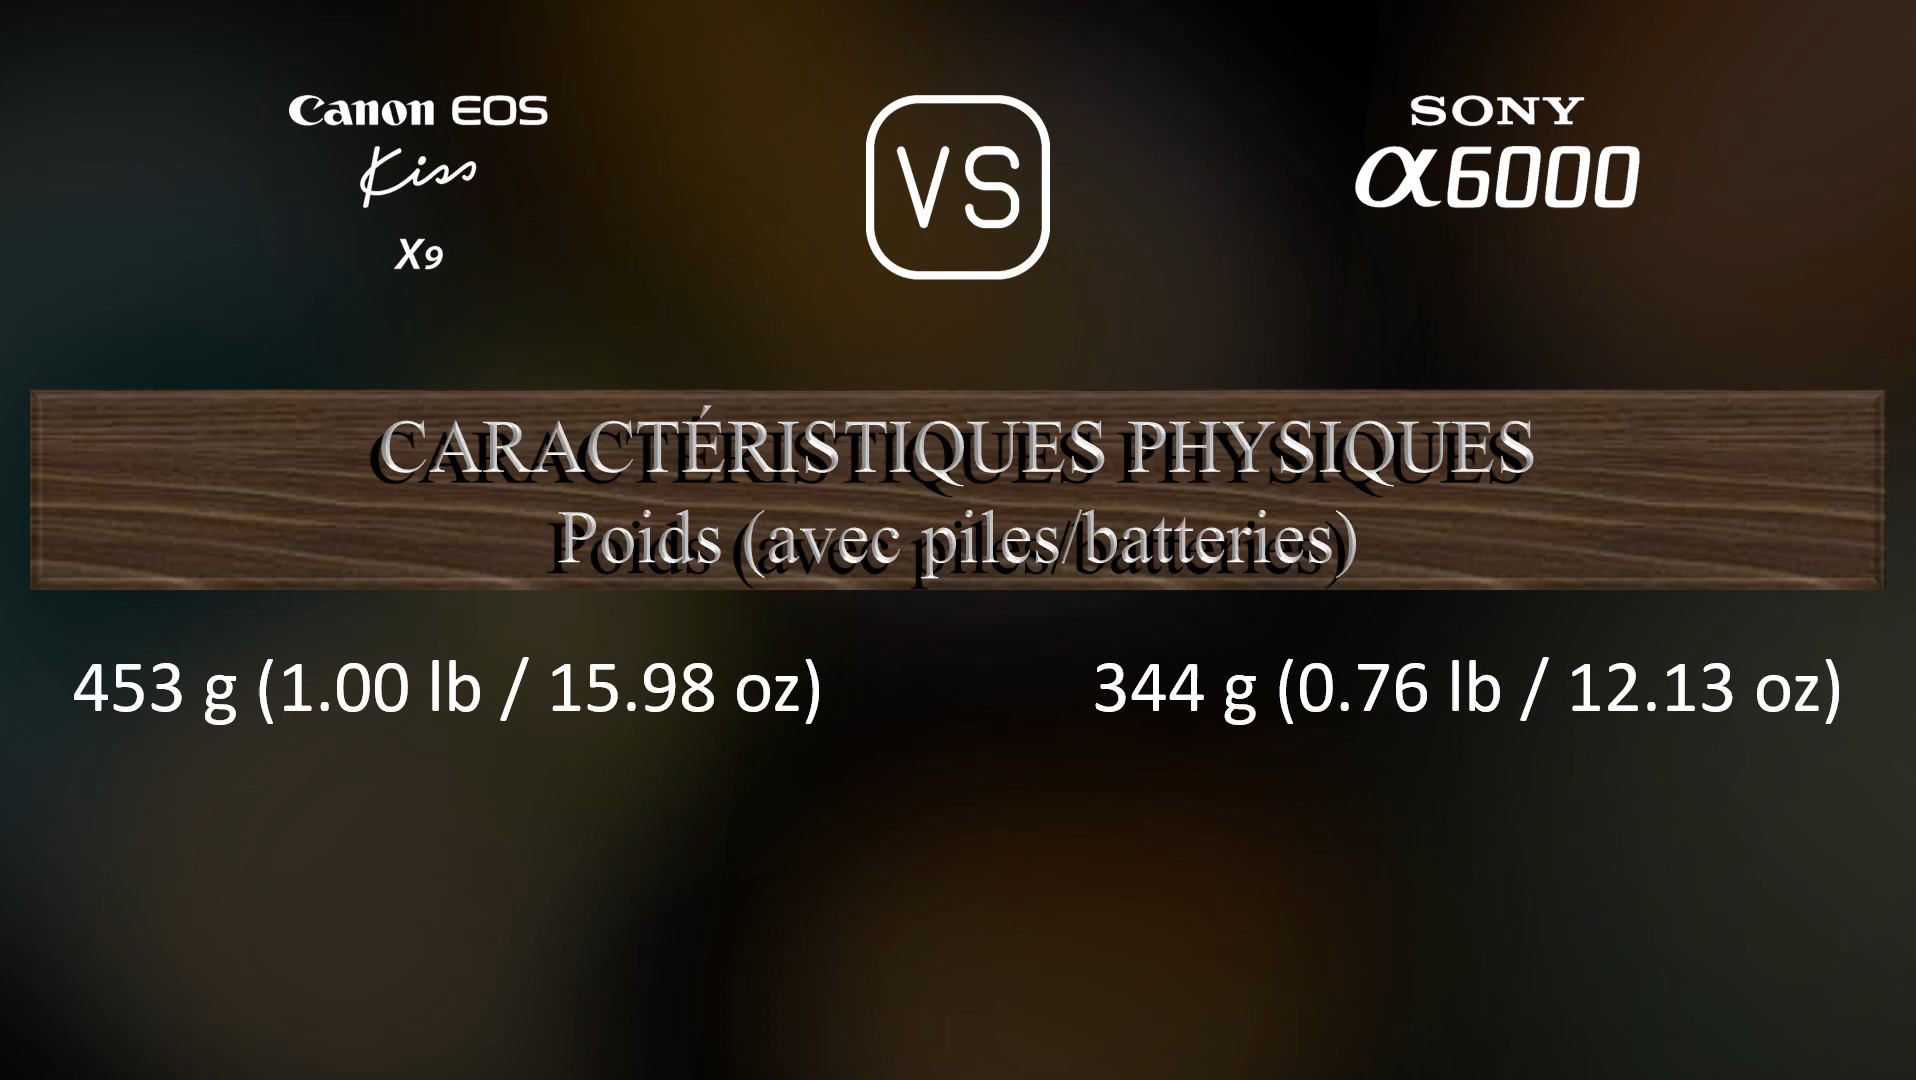 Canon EOS
Kiss
X9
VS
SONY
α6000
CARACTÉRISTIQUES PHYSIQUES
Poids (avec piles/batteries)
453 g (1.00 lb / 15.98 oz)
344 g (0.76 lb / 12.13 oz)